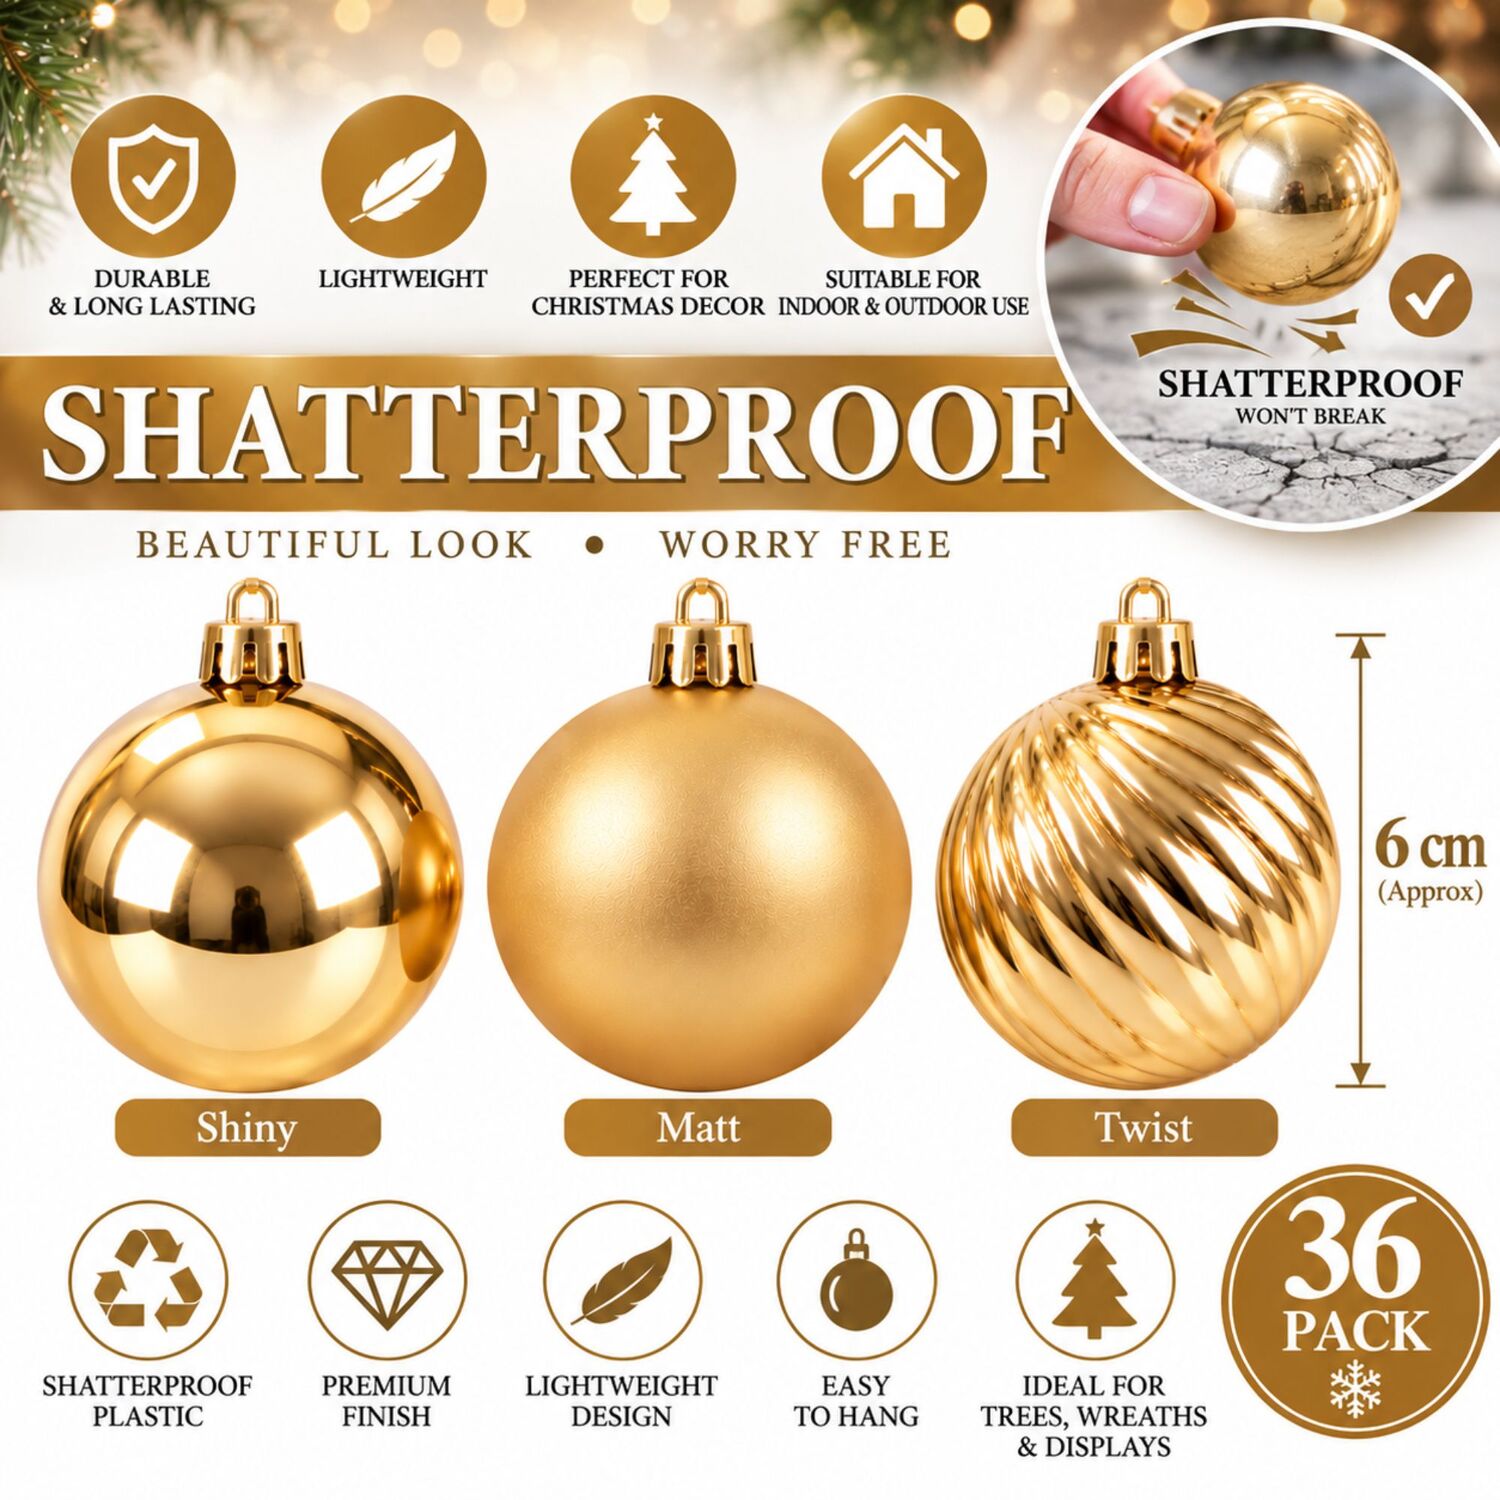 DURABLE
& LONG LASTING
LIGHTWEIGHT
PERFECT FOR
CHRISTMAS DECOR
SUITABLE FOR
INDOOR & OUTDOOR USE
SHATTERPROOF
WON'T BREAK
SHATTERPROOF
BEAUTIFUL LOOK • WORRY FREE
6 cm
(Approx)
Shiny
Matt
Twist
SHATTERPROOF
PLASTIC
PREMIUM
FINISH
LIGHTWEIGHT
DESIGN
EASY
TO HANG
IDEAL FOR
TREES, WREATHS
& DISPLAYS
36
PACK